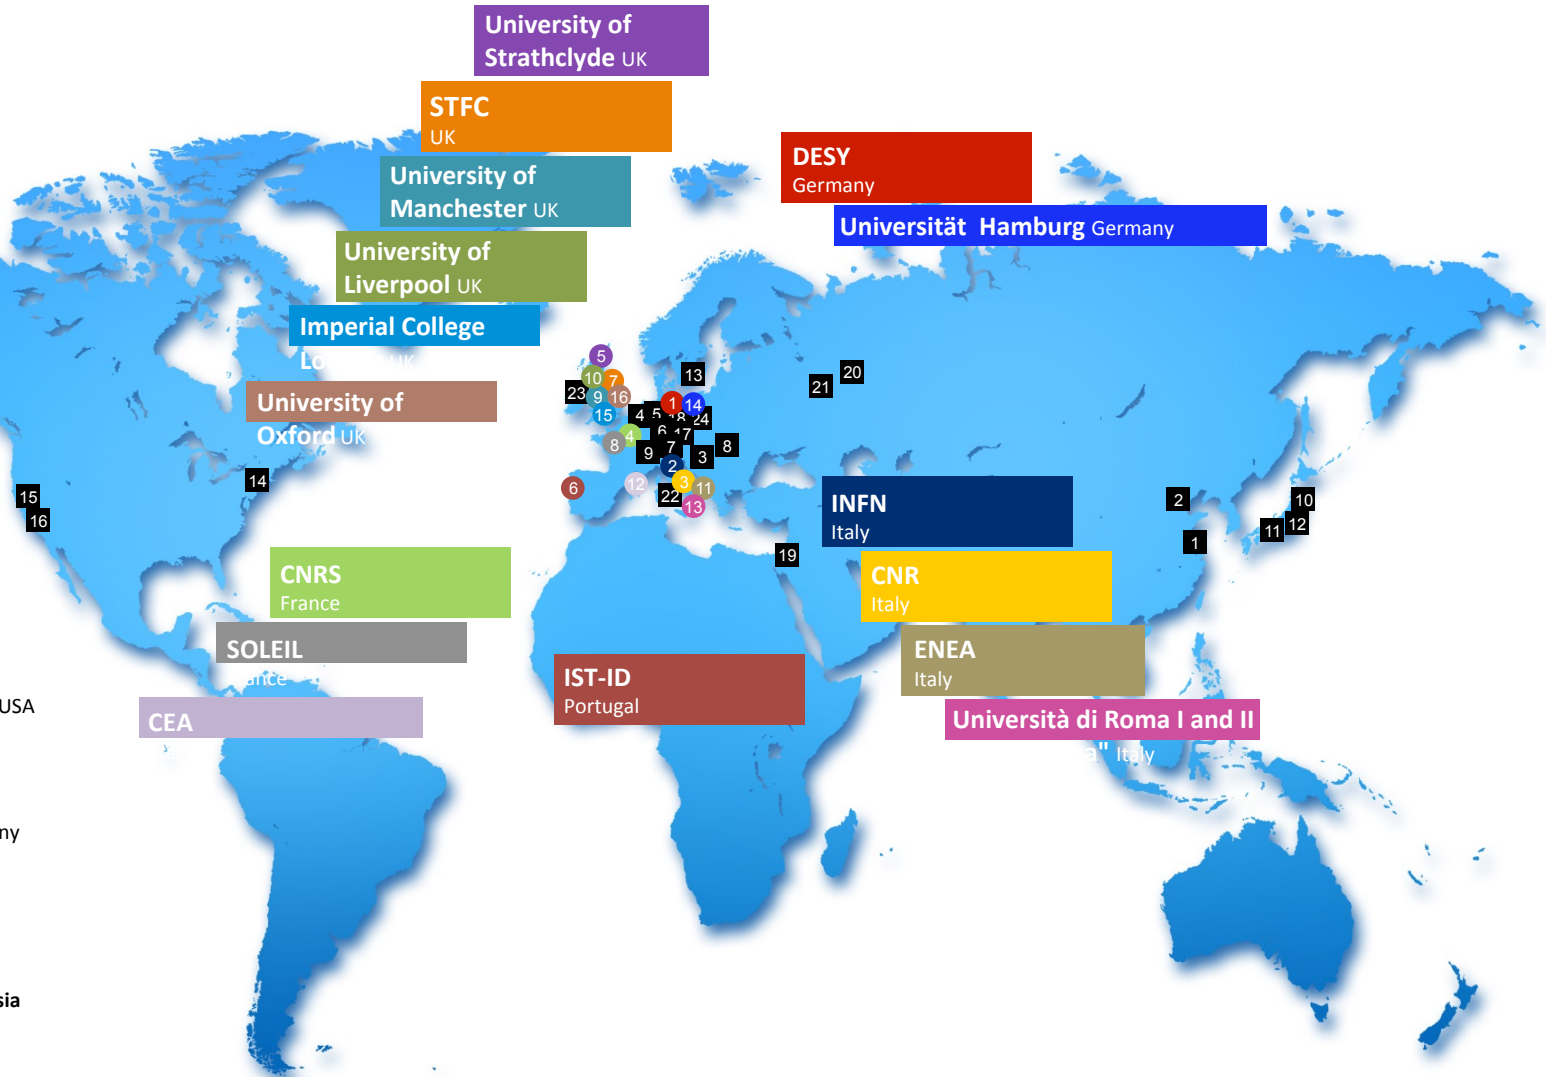 University of
Strathclyde UK
STFC
UK
University of
Manchester UK
University of
Liverpool UK
Imperial College
UK
University of
Oxford UK
DESY
Germany
Universität Hamburg Germany
5
10
7
23
9
16
15
13
1
14
4
5
18
24
8
4
6
17
9
7
3
8
2
6
12
22
3
11
13
21
20
19
14
15
16
2
1
10
11
12
INFN
Italy
CNR
Italy
ENEA
Italy
Università di Roma I and II
a" Italy
CNRS
France
SOLEIL
CEA
IST-ID
Portugal
USA
ny
sia